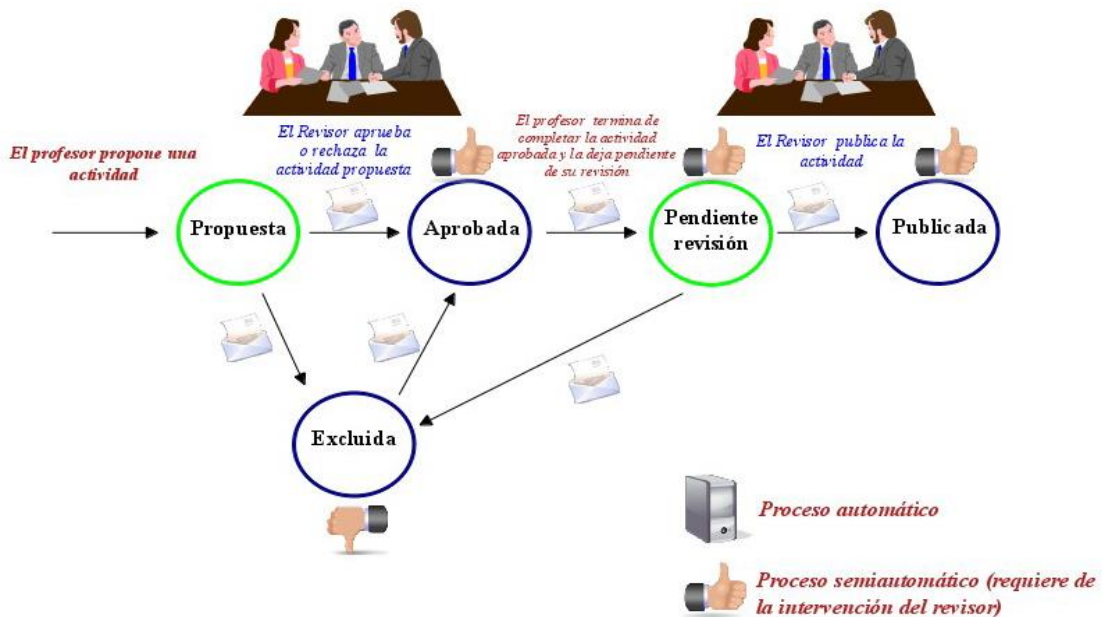 El profesor propone una
actividad
El Revisor aprueba
o rechaza la
actividad propuesta
El profesor termina de
completar la actividad
aprobada y la deja pendiente
de su revisión
El Revisor publica la
actividad
Propuesta
Aprobada
Pendiente
revisión
Publicada
Excluida
Proceso automático
Proceso semiautomático (requiere de
la intervención del revisor)